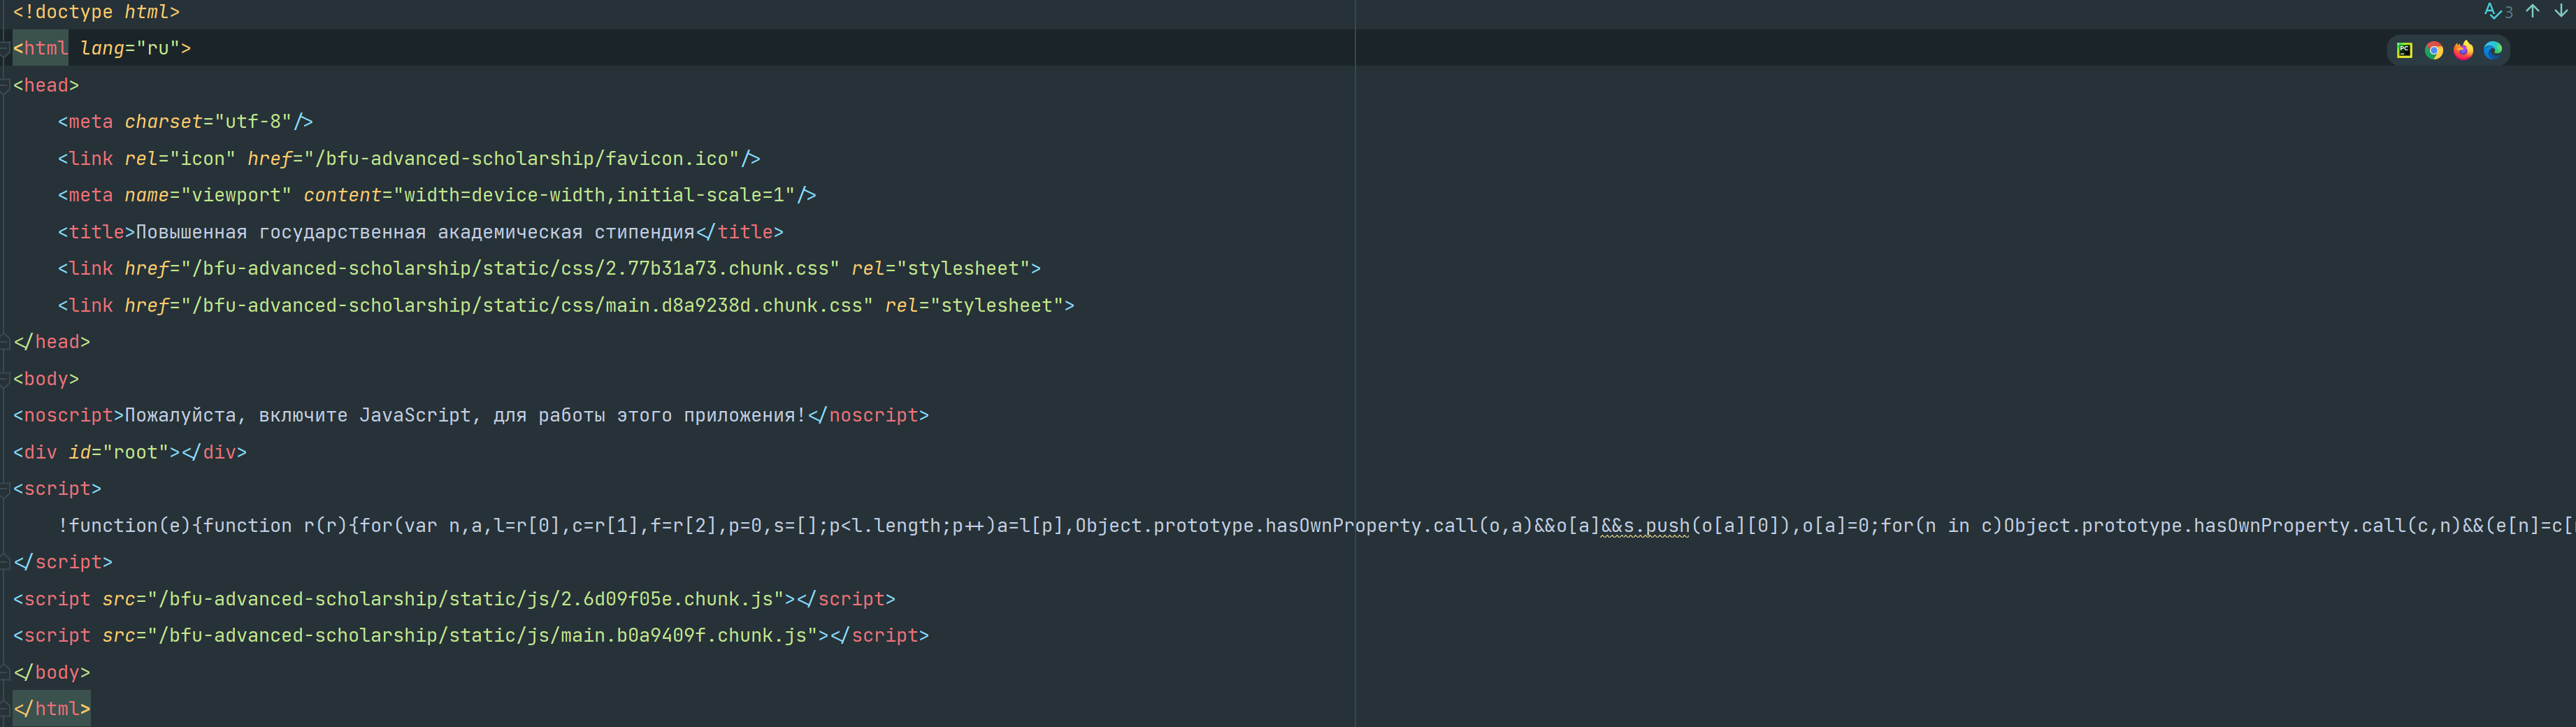 <!doctype html>
<html lang="ru">
<head>
    <meta charset="utf-8"/>
    <link rel="icon" href="/bfu-advanced-scholarship/favicon.ico"/>
    <meta name="viewport" content="width=device-width,initial-scale=1"/>
    <title>Повышенная государственная академическая стипендия</title>
    <link href="/bfu-advanced-scholarship/static/css/2.77b31a73.chunk.css" rel="stylesheet">
    <link href="/bfu-advanced-scholarship/static/css/main.d8a9238d.chunk.css" rel="stylesheet">
</head>
<body>
<noscript>Пожалуйста, включите JavaScript, для работы этого приложения!</noscript>
<div id="root"></div>
<script>
    !function(e){function r(r){for(var n,a,l=r[0],c=r[1],f=r[2],p=0,s=[];p<l.length;p++)a=l[p],Object.prototype.hasOwnProperty.call(o,a)&&o[a]&&s.push(o[a][0]),o[a]=0;for(n in c)Object.prototype.hasOwnProperty.call(c,n)&&(e[n]=c[
</script>
<script src="/bfu-advanced-scholarship/static/js/2.6d09f05e.chunk.js"></script>
<script src="/bfu-advanced-scholarship/static/js/main.b0a9409f.chunk.js"></script>
</body>
</html>
3
PC